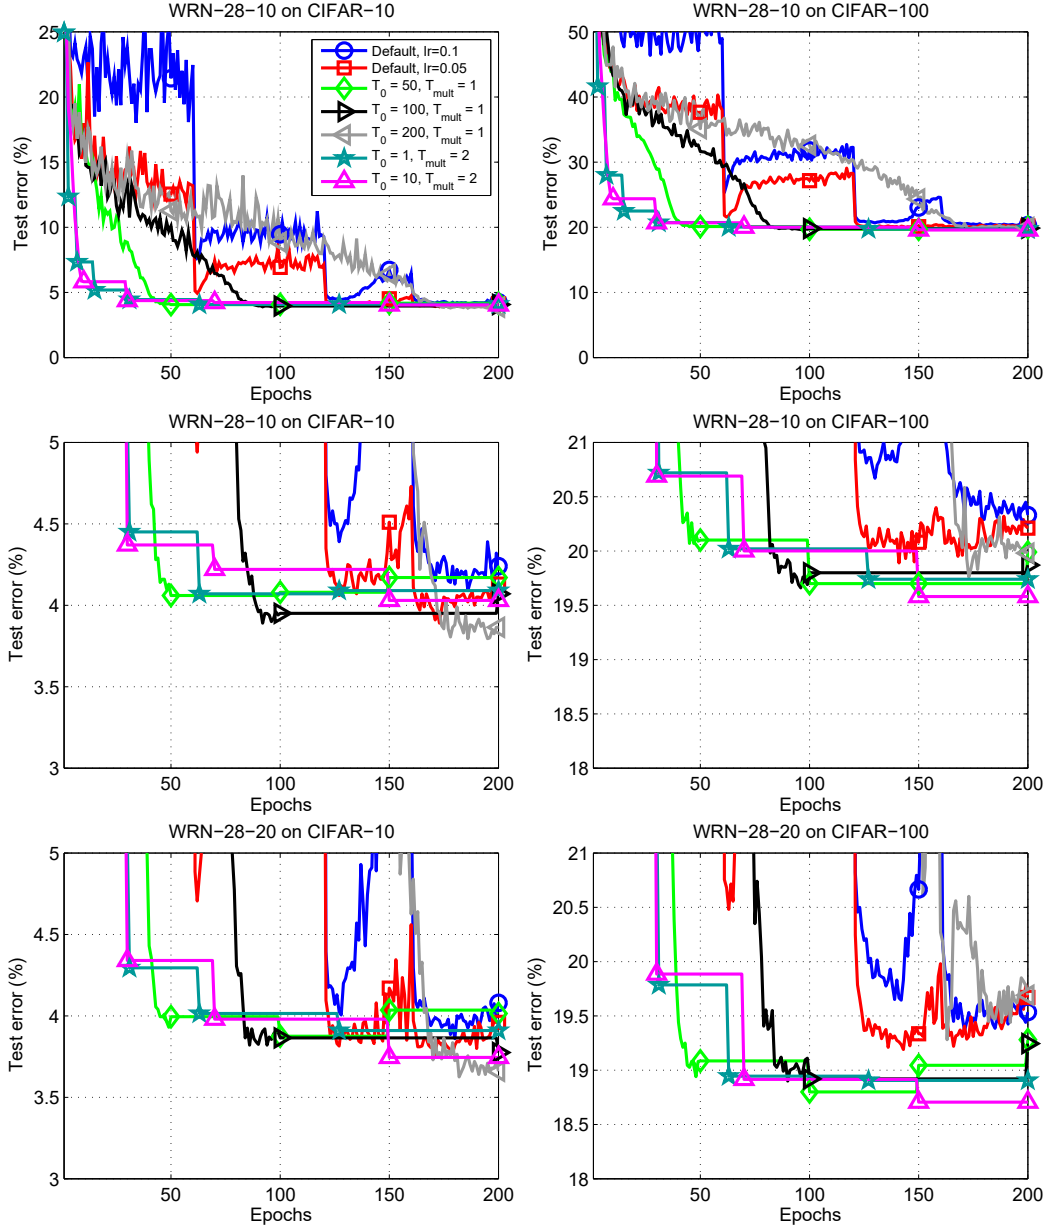 WRN−28−10 on CIFAR−10
25
20
15
10
5
0
50 100 150 200
Epochs
Test error (%)
Default, lr=0.1
Default, lr=0.05
T0 = 50, Tmult = 1
T0 = 100, Tmult = 1
T0 = 200, Tmult = 1
T0 = 1, Tmult = 2
T0 = 10, Tmult = 2
WRN−28−10 on CIFAR−100
50
40
30
20
10
0
50 100 150 200
Epochs
Test error (%)
WRN−28−10 on CIFAR−10
5
4.5
4
3.5
3
50 100 150 200
Epochs
Test error (%)
WRN−28−10 on CIFAR−100
21
20.5
20
19.5
19
18.5
18
50 100 150 200
Epochs
Test error (%)
WRN−28−20 on CIFAR−10
5
4.5
4
3.5
3
50 100 150 200
Epochs
Test error (%)
WRN−28−20 on CIFAR−100
21
20.5
20
19.5
19
18.5
18
50 100 150 200
Epochs
Test error (%)